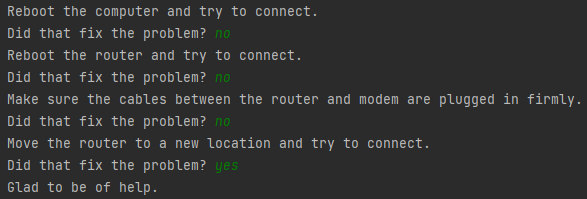 Reboot the computer and try to connect.
Did that fix the problem? no
Reboot the router and try to connect.
Did that fix the problem? no
Make sure the cables between the router and modem are plugged in firmly.
Did that fix the problem? no
Move the router to a new location and try to connect.
Did that fix the problem? yes
Glad to be of help.